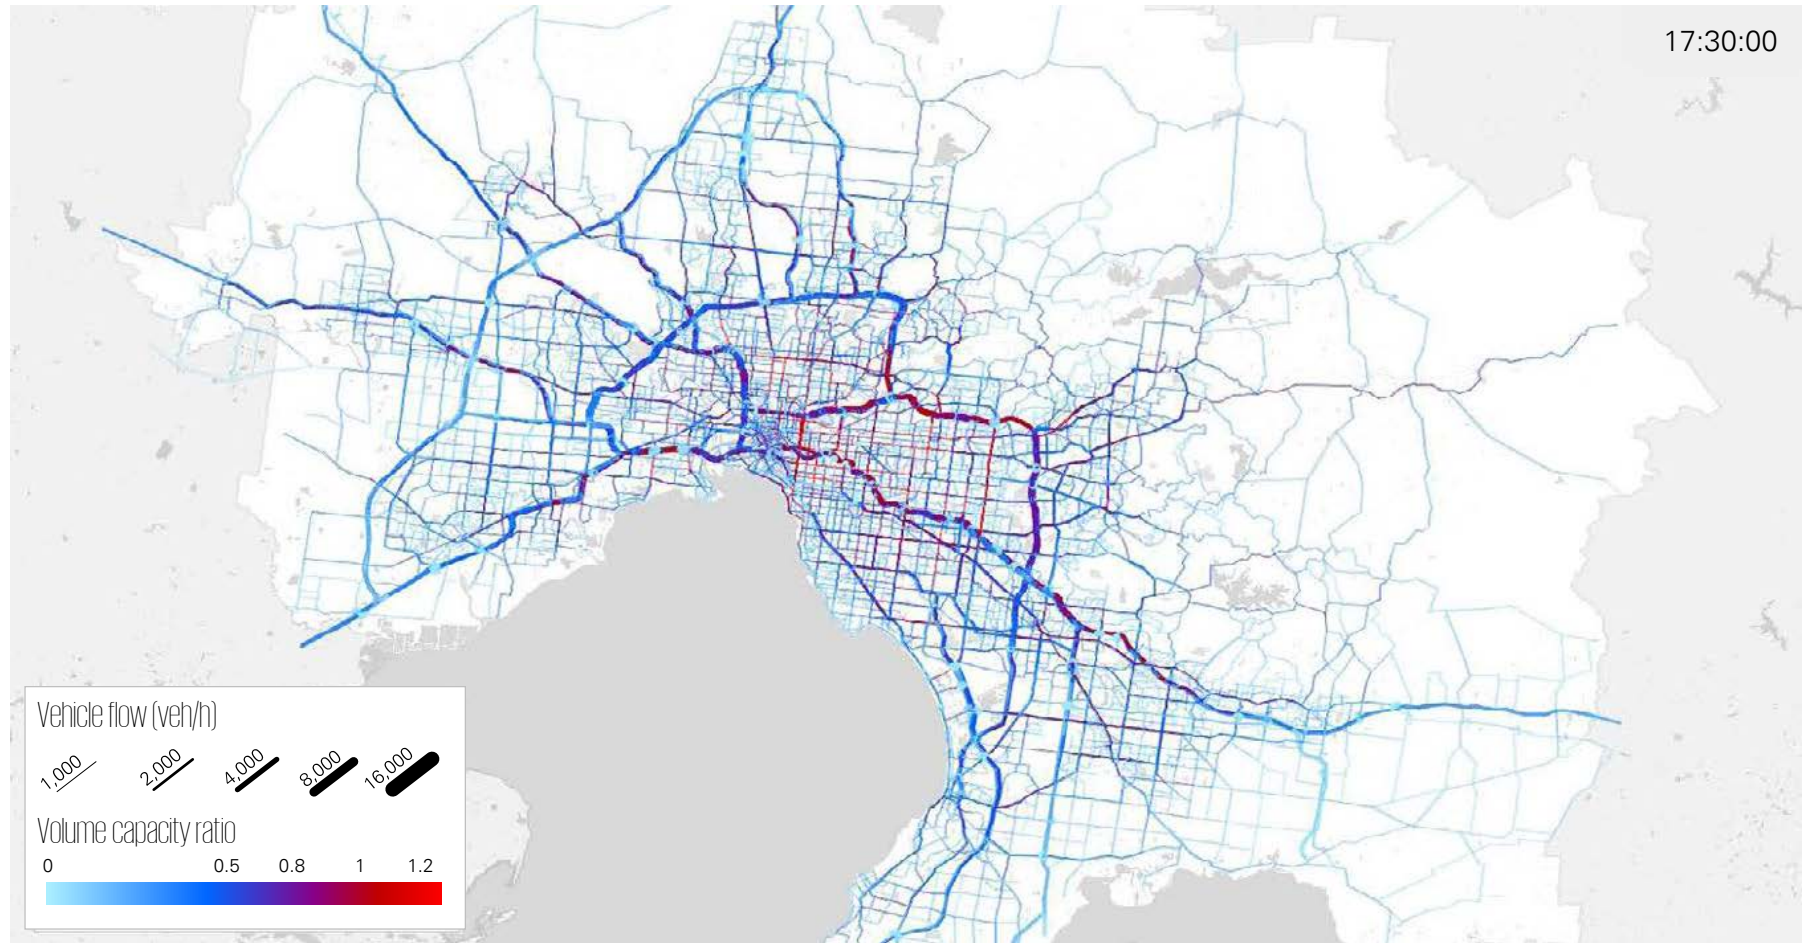 17:30:00
Vehicle flow (veh/h)
1,000 2,000 4,000 8,000 16,000
Volume capacity ratio
0 0.5 0.8 1 1.2